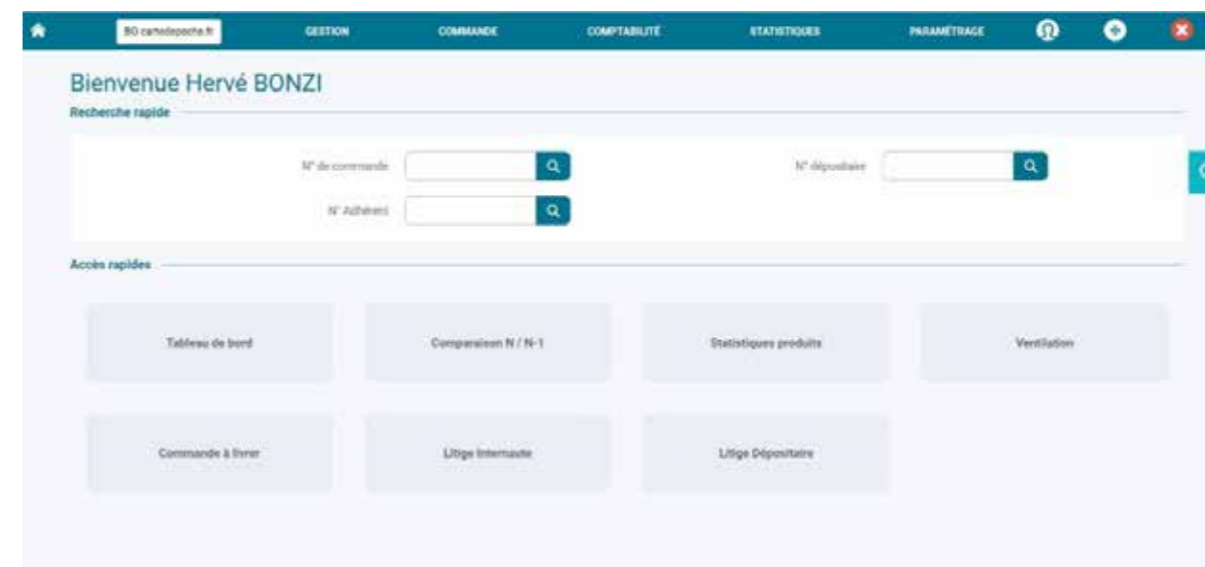 BO cartedepeche.fr GESTION COMMANDE COMPTABILITÉ STATISTIQUES PARAMÉTRAGE
Bienvenue Hervé BONZI
Recherche rapide
N° de commande N° dépositaire
N° Adhérent
Accès rapides
Tableau de bord Comparaison N / N-1 Statistiques produits Ventilation
Commande à livrer Litige Internaute Litige Dépositaire